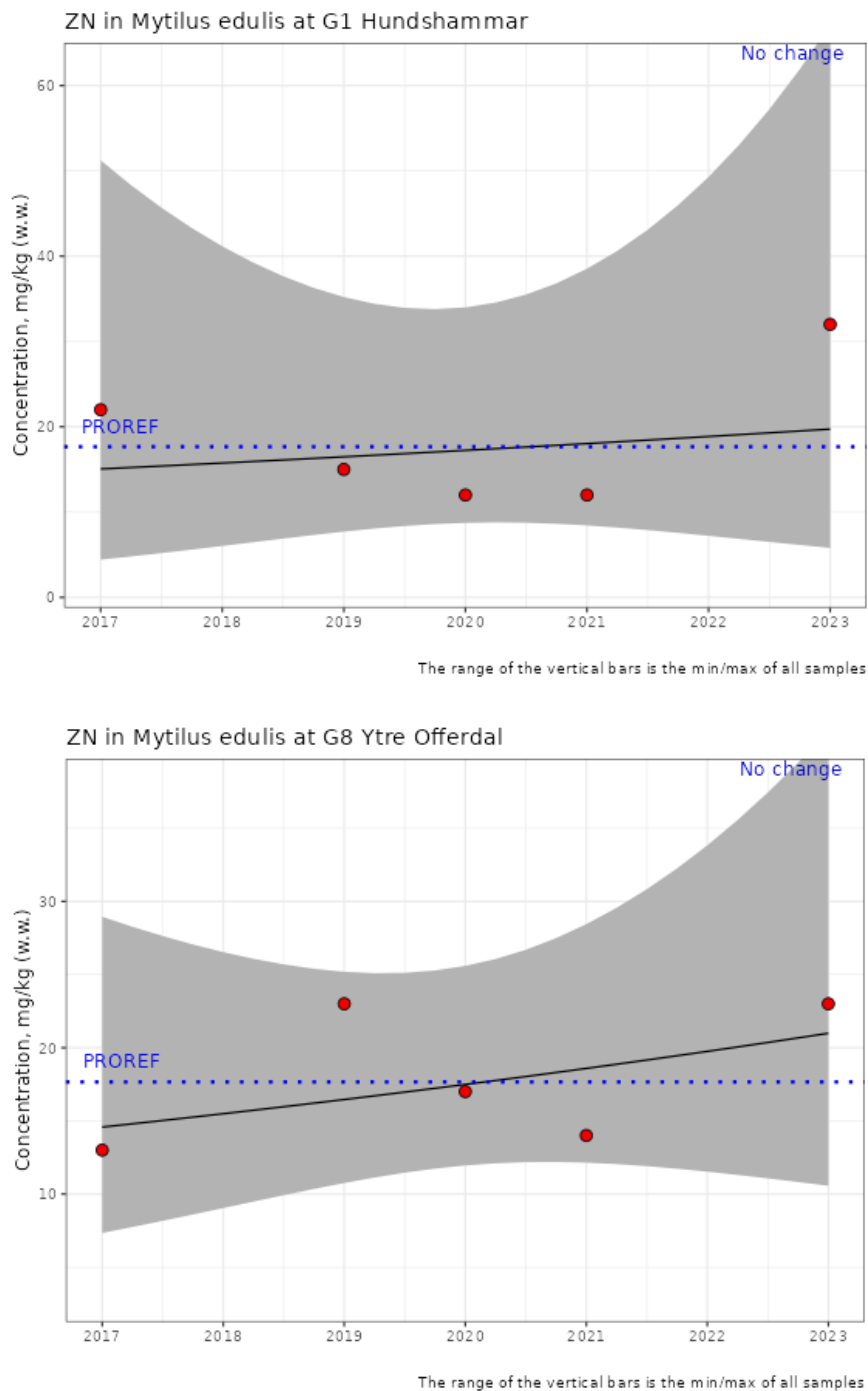 ZN in Mytilus edulis at G1 Hundshammar
No change
60
40
Concentration, mg/kg (w.w.)
PROREF
20
0
2017 2018 2019 2020 2021 2022 2023
The range of the vertical bars is the min/max of all samples
ZN in Mytilus edulis at G8 Ytre Offerdal
No change
30
Concentration, mg/kg (w.w.)
20
PROREF
10
2017 2018 2019 2020 2021 2022 2023
The range of the vertical bars is the min/max of all samples